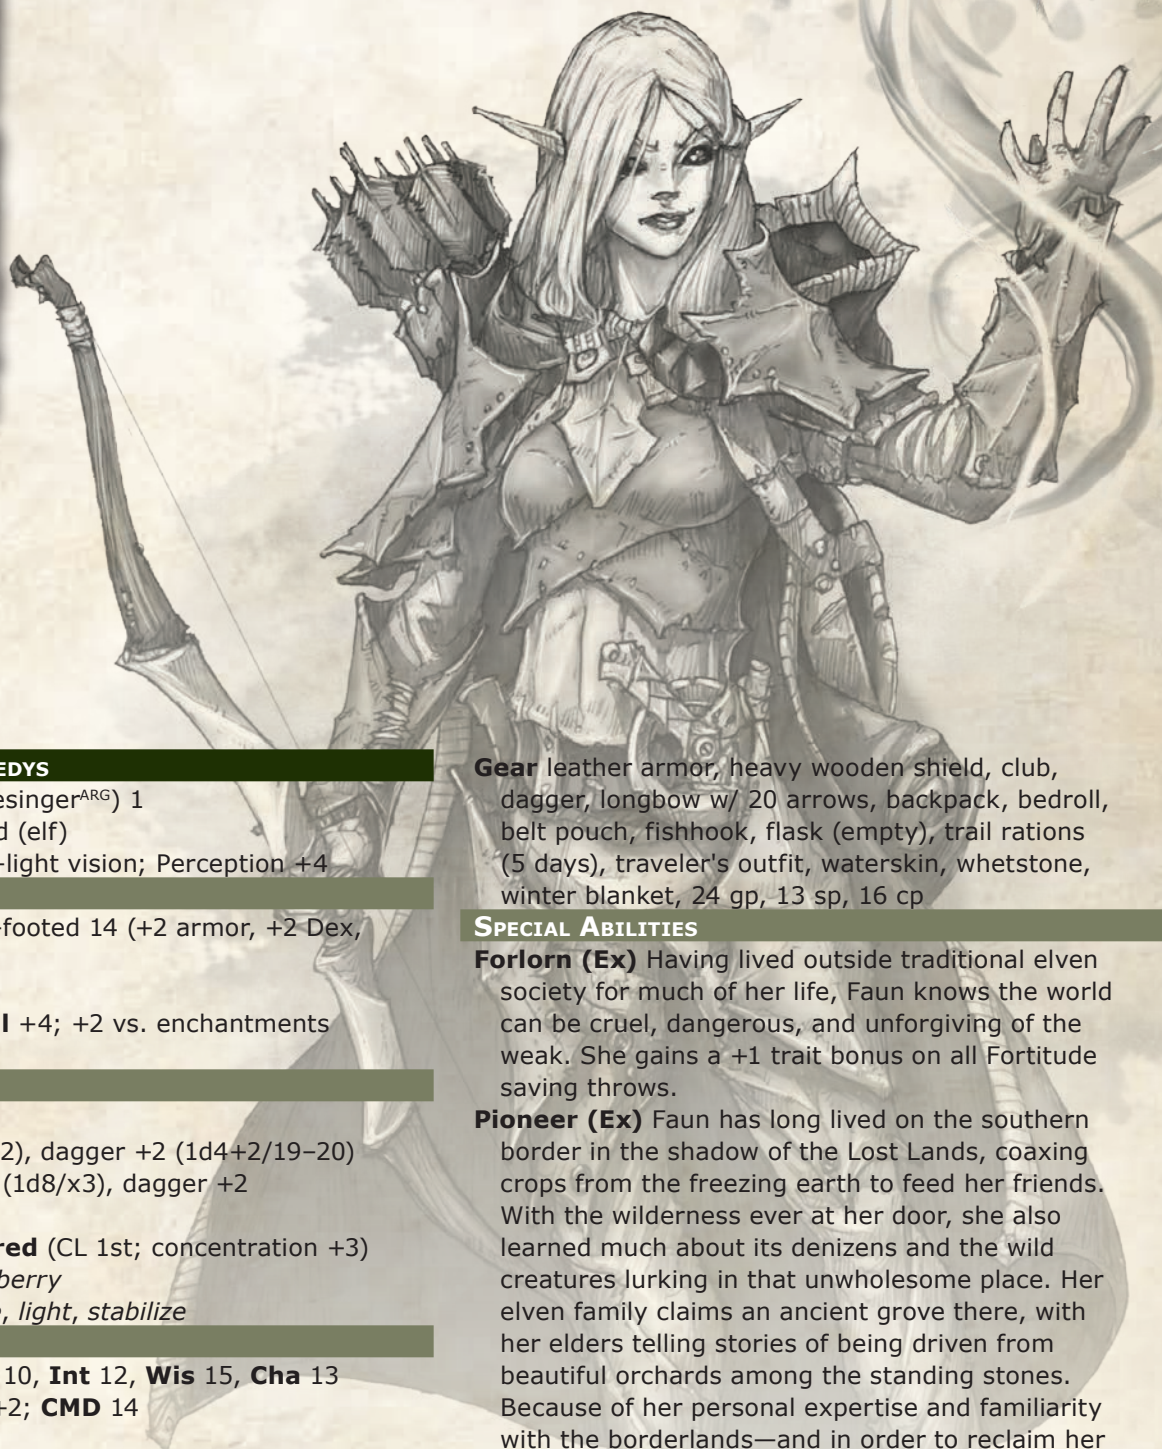 EDYS
esingerARG) 1
d (elf)
-light vision; Perception +4
-footed 14 (+2 armor, +2 Dex,
l +4; +2 vs. enchantments
2), dagger +2 (1d4+2/19–20)
(1d8/x3), dagger +2
red (CL 1st; concentration +3)
berry
, light, stabilize
10, Int 12, Wis 15, Cha 13
+2; CMD 14
Gear leather armor, heavy wooden shield, club,
dagger, longbow w/ 20 arrows, backpack, bedroll,
belt pouch, fishhook, flask (empty), trail rations
(5 days), traveler's outfit, waterskin, whetstone,
winter blanket, 24 gp, 13 sp, 16 cp
Special Abilities
Forlorn (Ex) Having lived outside traditional elven
society for much of her life, Faun knows the world
can be cruel, dangerous, and unforgiving of the
weak. She gains a +1 trait bonus on all Fortitude
saving throws.
Pioneer (Ex) Faun has long lived on the southern
border in the shadow of the Lost Lands, coaxing
crops from the freezing earth to feed her friends.
With the wilderness ever at her door, she also
learned much about its denizens and the wild
creatures lurking in that unwholesome place. Her
elven family claims an ancient grove there, with
her elders telling stories of being driven from
beautiful orchards among the standing stones.
Because of her personal expertise and familiarity
with the borderlands—and in order to reclaim her